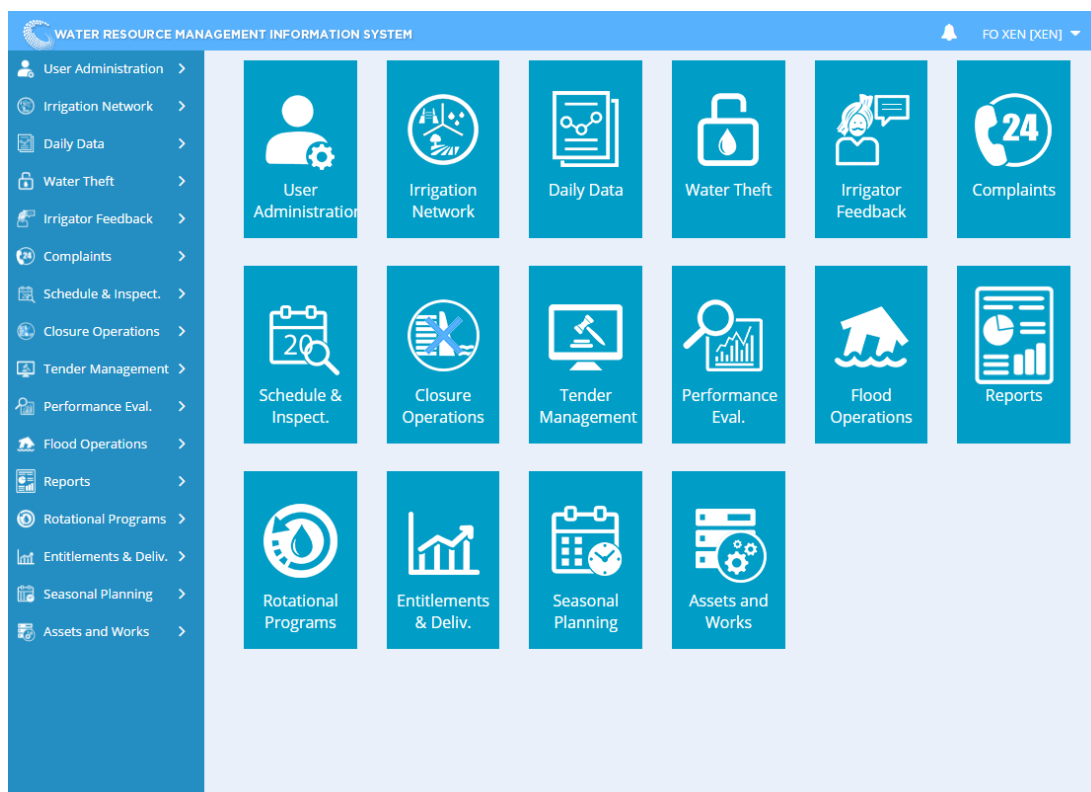 WATER RESOURCE MANAGEMENT INFORMATION SYSTEM
FO XEN [XEN]
User Administration
Irrigation Network
Daily Data
Water Theft
Irrigator Feedback
Complaints
Schedule & Inspect.
Closure Operations
Tender Management
Performance Eval.
Flood Operations
Reports
Rotational Programs
Entitlements & Deliv.
Seasonal Planning
Assets and Works
User
Administration
Irrigation
Network
Daily Data
Water Theft
Irrigator
Feedback
24
Complaints
20
Schedule &
Inspect.
Closure
Operations
Tender
Management
Performance
Eval.
Flood
Operations
Reports
Rotational
Programs
Entitlements
& Deliv.
Seasonal
Planning
Assets and
Works